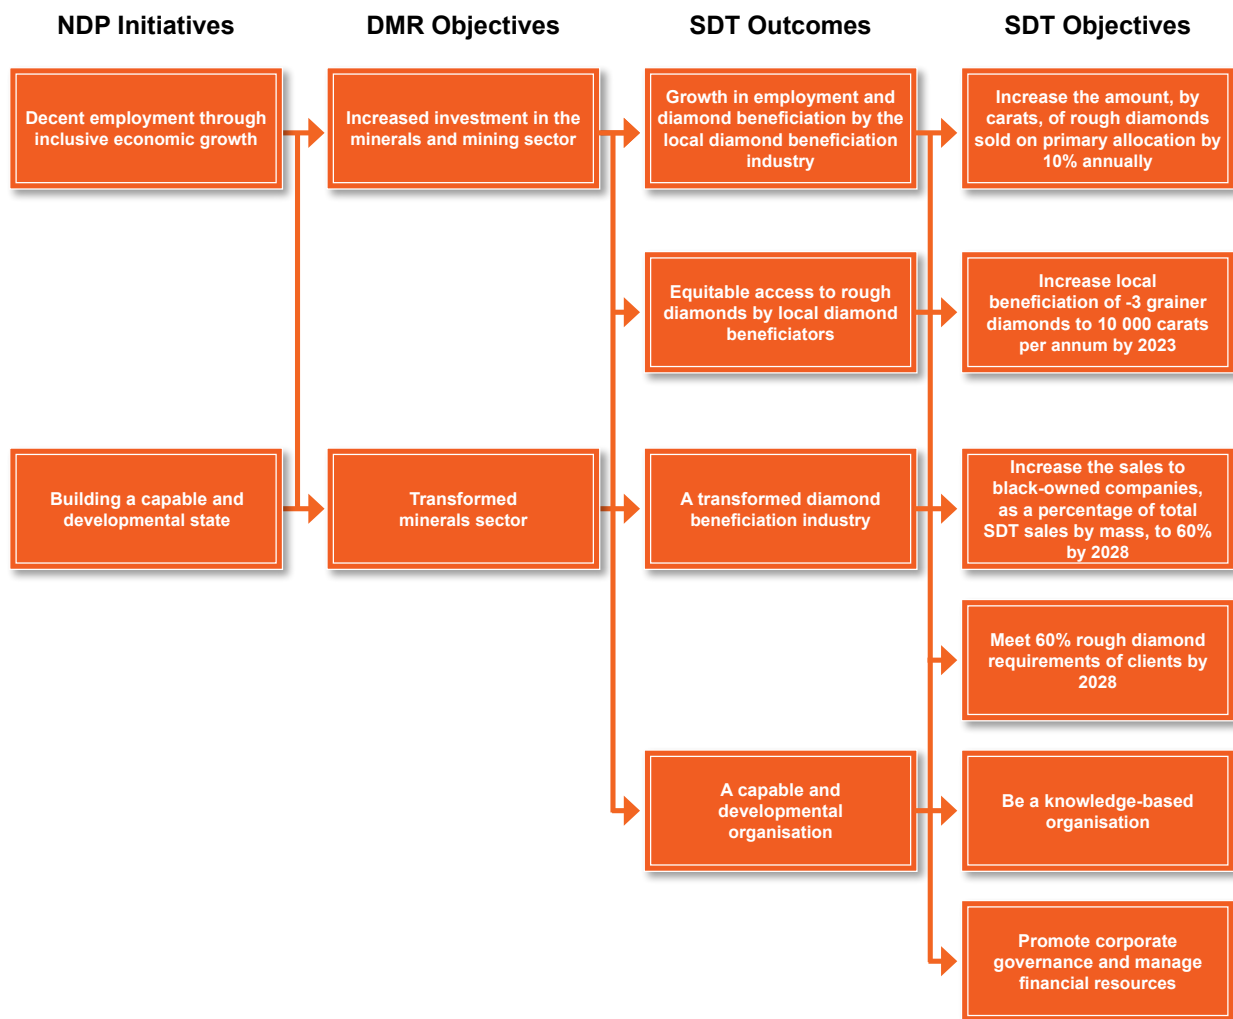 NDP Initiatives
DMR Objectives
SDT Outcomes
SDT Objectives
Decent employment through
inclusive economic growth
Increased investment in the
minerals and mining sector
Growth in employment and
diamond beneficiation by the
local diamond beneficiation
industry
Increase the amount, by
carats, of rough diamonds
sold on primary allocation by
10% annually
Equitable access to rough
diamonds by local diamond
beneficiators
Increase local
beneficiation of -3 grainer
diamonds to 10 000 carats
per annum by 2023
Building a capable and
developmental state
Transformed
minerals sector
A transformed diamond
beneficiation industry
Increase the sales to
black-owned companies,
as a percentage of total
SDT sales by mass, to 60%
by 2028
Meet 60% rough diamond
requirements of clients by
2028
A capable and
developmental
organisation
Be a knowledge-based
organisation
Promote corporate
governance and manage
financial resources